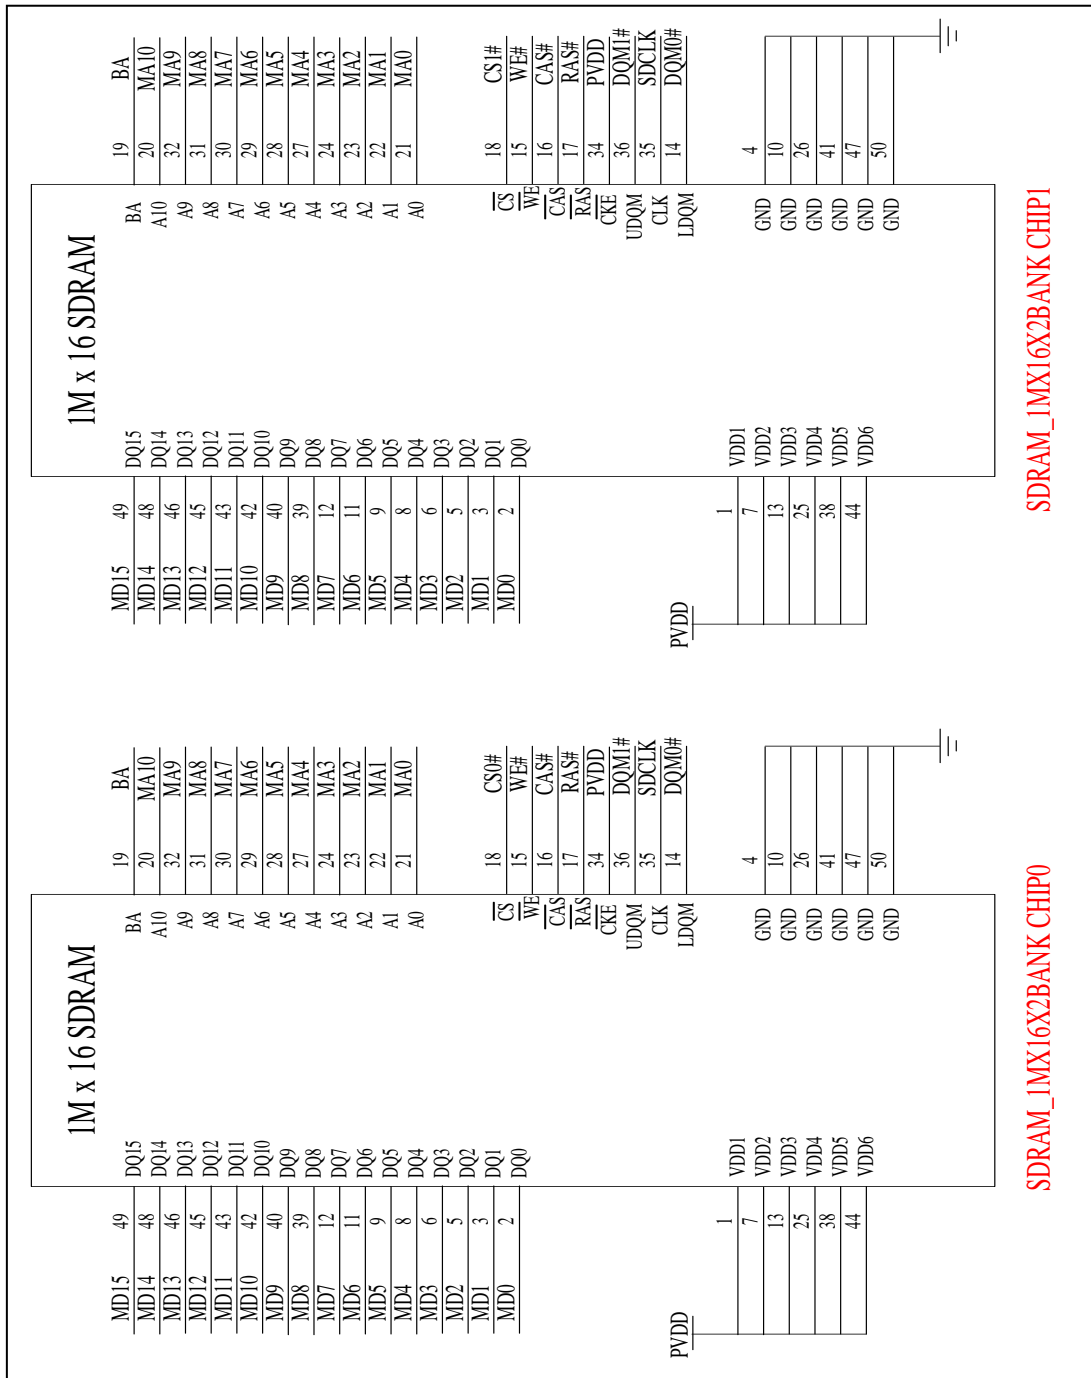 1M x 16 SDRAM
MD15 49 DQ15
MD14 48 DQ14
MD13 46 DQ13
MD12 45 DQ12
MD11 43 DQ11
MD10 42 DQ10
MD9 40 DQ9
MD8 39 DQ8
MD7 12 DQ7
MD6 11 DQ6
MD5 9 DQ5
MD4 8 DQ4
MD3 6 DQ3
MD2 5 DQ2
MD1 3 DQ1
MD0 2 DQ0
PVDD
1 VDD1
7 VDD2
13 VDD3
25 VDD4
38 VDD5
44 VDD6
BA 19 BA
A10 20 MA10
A9 32 MA9
A8 31 MA8
A7 30 MA7
A6 29 MA6
A5 28 MA5
A4 27 MA4
A3 24 MA3
A2 23 MA2
A1 22 MA1
A0 21 MA0
CS 18 CS0#
WE 15 WE#
CAS 16 CAS#
RAS 17 RAS#
CKE 34 PVDD
UDQM 36 DQM1#
CLK 35 SDCLK
LDQM 14 DQM0#
GND 4
GND 10
GND 26
GND 41
GND 47
GND 50
SDRAM_1MX16X2BANK CHIP0
1M x 16 SDRAM
MD15 49 DQ15
MD14 48 DQ14
MD13 46 DQ13
MD12 45 DQ12
MD11 43 DQ11
MD10 42 DQ10
MD9 40 DQ9
MD8 39 DQ8
MD7 12 DQ7
MD6 11 DQ6
MD5 9 DQ5
MD4 8 DQ4
MD3 6 DQ3
MD2 5 DQ2
MD1 3 DQ1
MD0 2 DQ0
PVDD
1 VDD1
7 VDD2
13 VDD3
25 VDD4
38 VDD5
44 VDD6
BA 19 BA
A10 20 MA10
A9 32 MA9
A8 31 MA8
A7 30 MA7
A6 29 MA6
A5 28 MA5
A4 27 MA4
A3 24 MA3
A2 23 MA2
A1 22 MA1
A0 21 MA0
CS 18 CS1#
WE 15 WE#
CAS 16 CAS#
RAS 17 RAS#
CKE 34 PVDD
UDQM 36 DQM1#
CLK 35 SDCLK
LDQM 14 DQM0#
GND 4
GND 10
GND 26
GND 41
GND 47
GND 50
SDRAM_1MX16X2BANK CHIP1